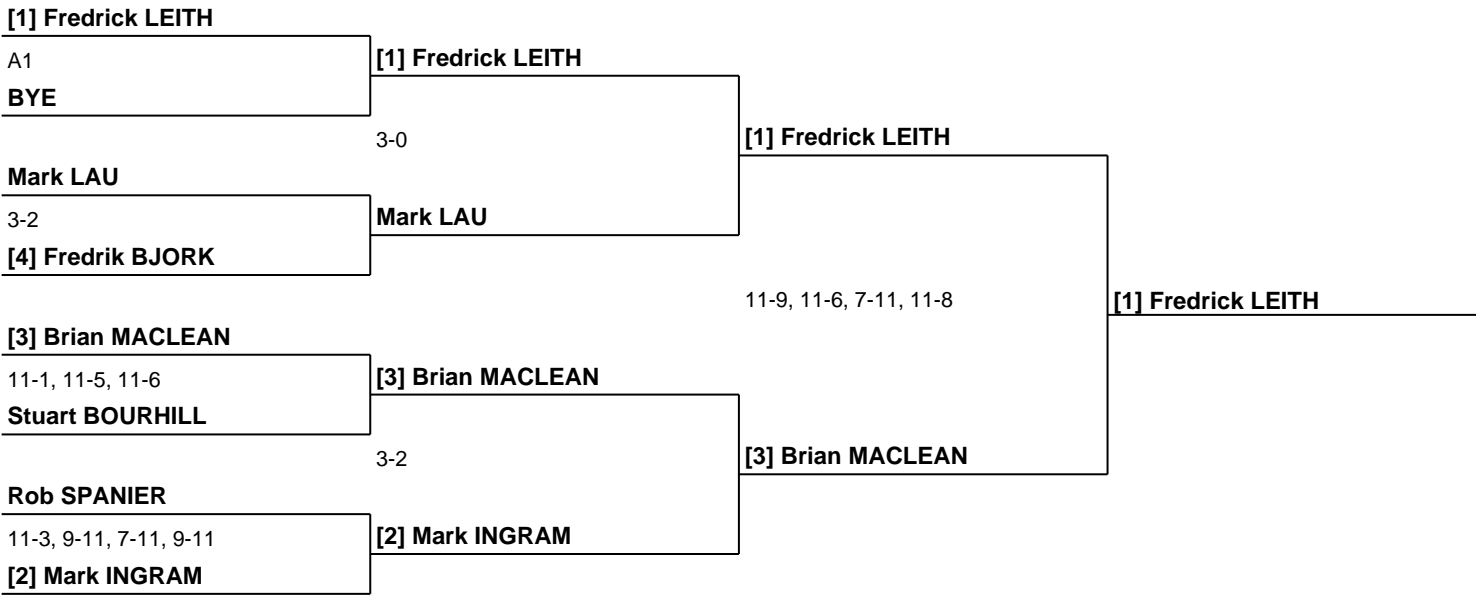 [1] Fredrick LEITH
A1
BYE
Mark LAU
3-2
[4] Fredrik BJORK
[3] Brian MACLEAN
11-1, 11-5, 11-6
Stuart BOURHILL
Rob SPANIER
11-3, 9-11, 7-11, 9-11
[2] Mark INGRAM
[1] Fredrick LEITH
3-0
Mark LAU
[3] Brian MACLEAN
3-2
[2] Mark INGRAM
[1] Fredrick LEITH
11-9, 11-6, 7-11, 11-8
[3] Brian MACLEAN
[1] Fredrick LEITH